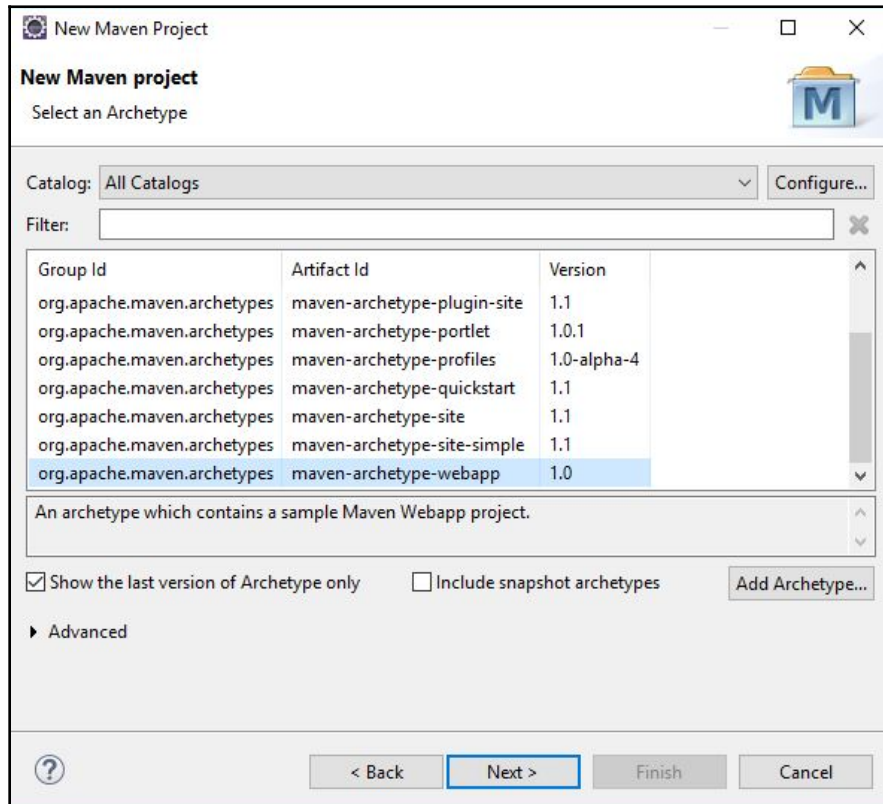 New Maven Project
New Maven project
Select an Archetype
M
Catalog: All Catalogs Configure...
Filter:
Group Id Artifact Id Version
org.apache.maven.archetypes maven-archetype-plugin-site 1.1
org.apache.maven.archetypes maven-archetype-portlet 1.0.1
org.apache.maven.archetypes maven-archetype-profiles 1.0-alpha-4
org.apache.maven.archetypes maven-archetype-quickstart 1.1
org.apache.maven.archetypes maven-archetype-site 1.1
org.apache.maven.archetypes maven-archetype-site-simple 1.1
org.apache.maven.archetypes maven-archetype-webapp 1.0
An archetype which contains a sample Maven Webapp project.
Show the last version of Archetype only Include snapshot archetypes Add Archetype...
Advanced
? < Back Next > Finish Cancel